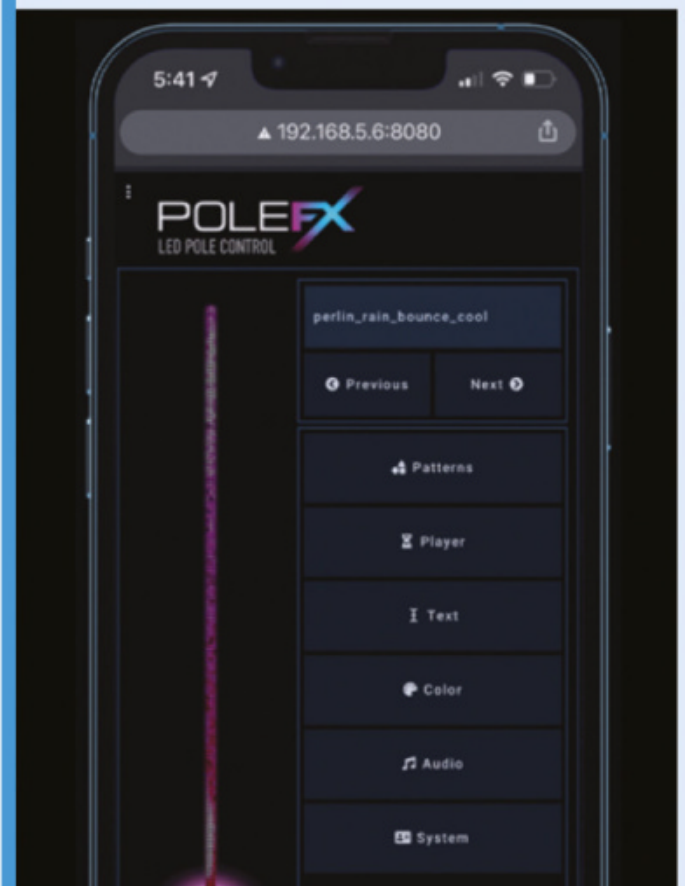 5:41
192.168.5.6:8080
POLEFX
LED POLE CONTROL
perlin_rain_bounce_cool
Previous Next
Patterns
Player
Text
Color
Audio
System